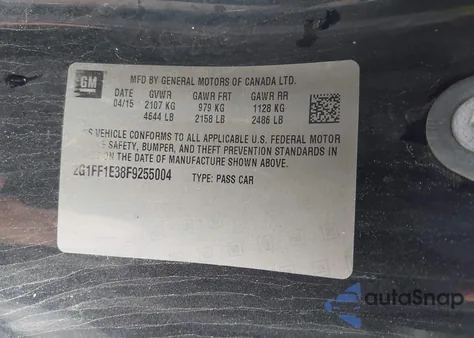 GM
MFD BY GENERAL MOTORS OF CANADA LTD.
DATE GVWR GAWR FRT GAWR RR
04/15 2107 KG 979 KG 1128 KG
4644 LB 2158 LB 2486 LB
IS VEHICLE CONFORMS TO ALL APPLICABLE U.S. FEDERAL MOTOR
SAFETY, BUMPER, AND THEFT PREVENTION STANDARDS
ON THE DATE OF MANUFACTURE SHOWN ABOVE.
2G1FF1E38F9255004 TYPE: PASS CAR
autoSnap